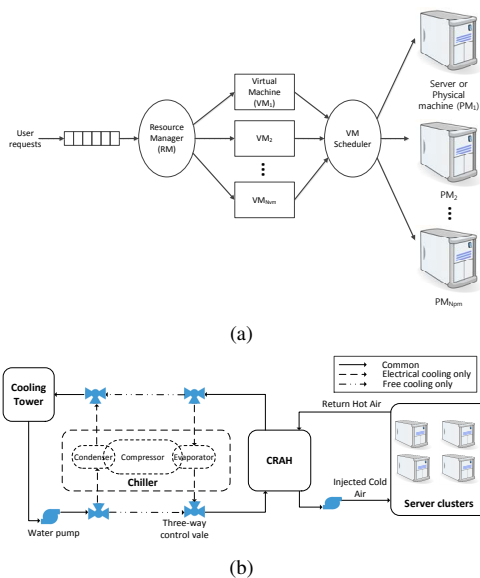 User
requests
Resource
Manager
(RM)
Virtual
Machine
(VM₁)
VM₂
VM_Nvm
VM
Scheduler
Server or
Physical
machine (PM₁)
PM₂
PM_Npm
(a)
Common
Electrical cooling only
Free cooling only
Cooling
Tower
Condenser
Compressor
Evaporator
Chiller
Water pump
Three-way
control vale
CRAH
Return Hot Air
Injected Cold
Air
Server clusters
(b)